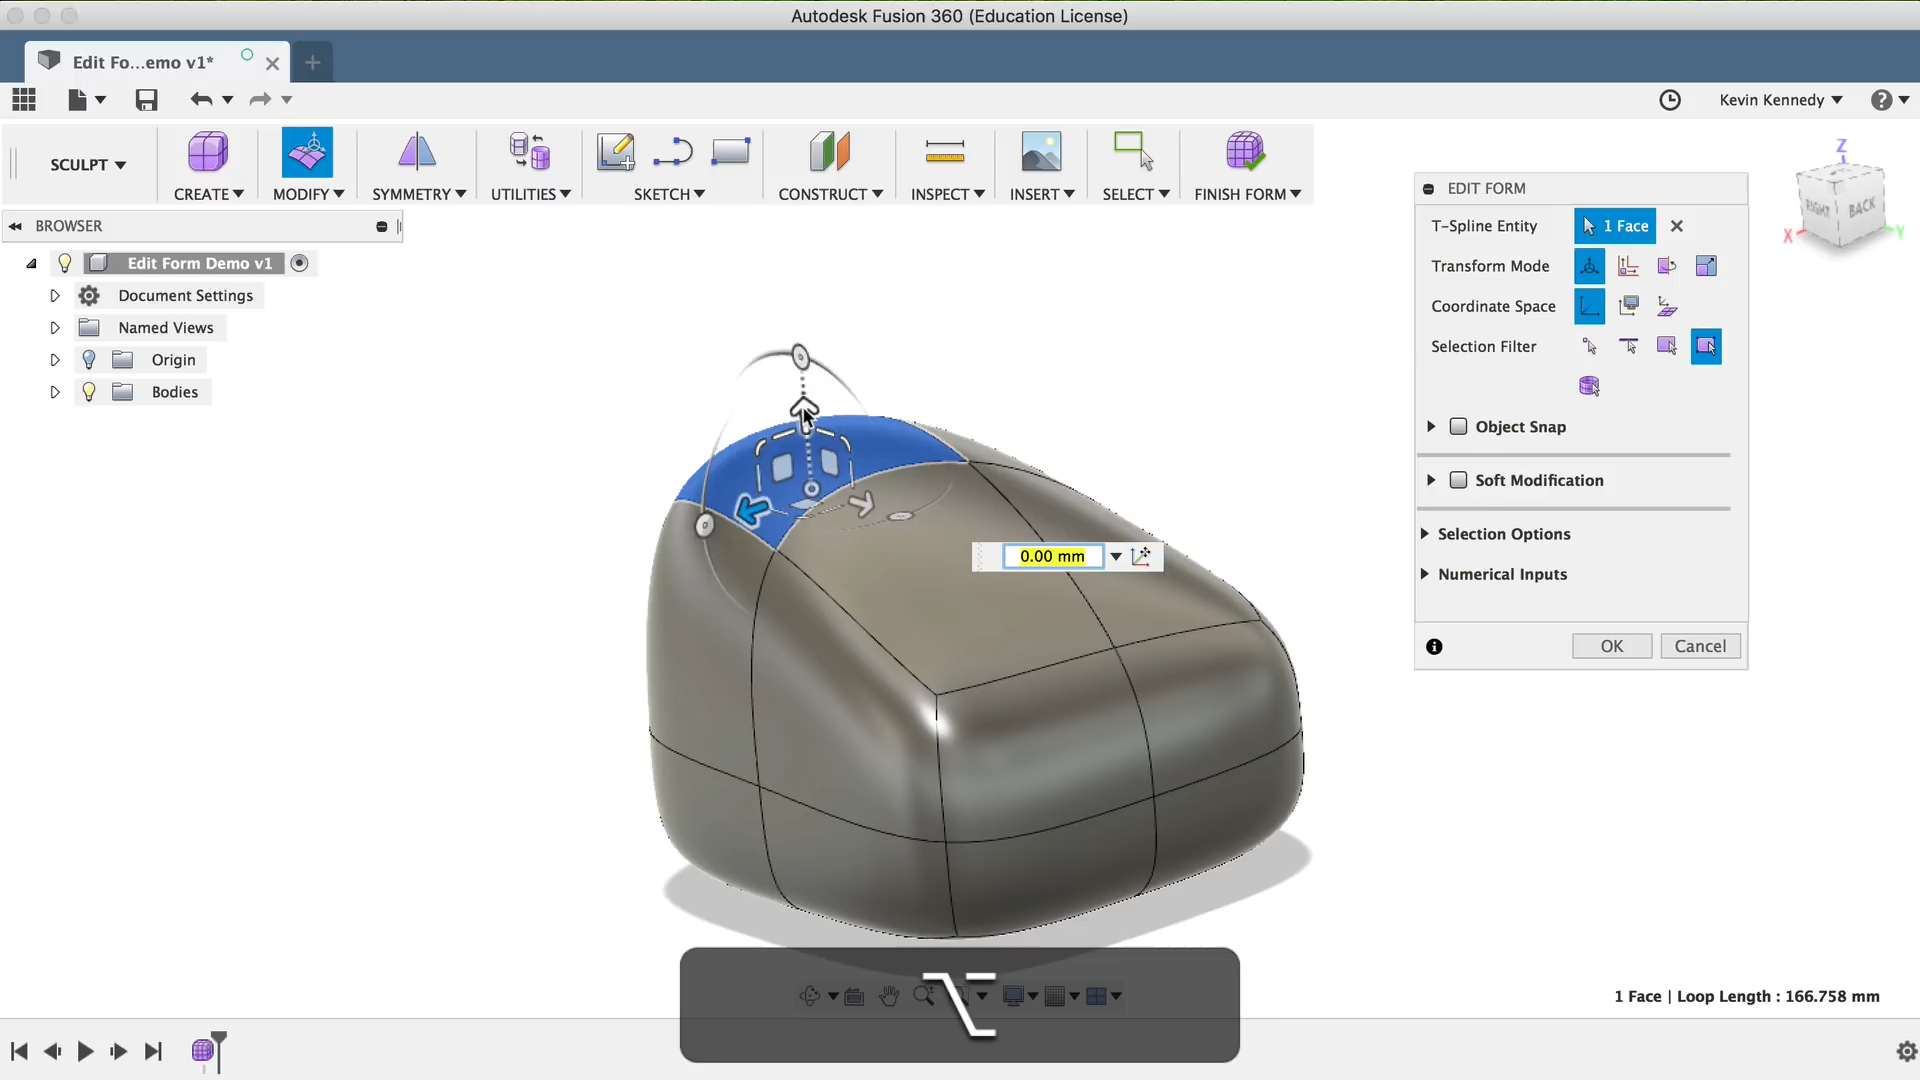 Autodesk Fusion 360 (Education License)
Edit Fo...emo v1*
Kevin Kennedy
SCULPT
CREATE
MODIFY
SYMMETRY
UTILITIES
SKETCH
CONSTRUCT
INSPECT
INSERT
SELECT
FINISH FORM
BROWSER
Edit Form Demo v1
Document Settings
Named Views
Origin
Bodies
0.00 mm
EDIT FORM
T-Spline Entity
1 Face
Transform Mode
Coordinate Space
Selection Filter
Object Snap
Soft Modification
Selection Options
Numerical Inputs
OK
Cancel
Z
RIGHT
BACK
X
Y
1 Face | Loop Length : 166.758 mm